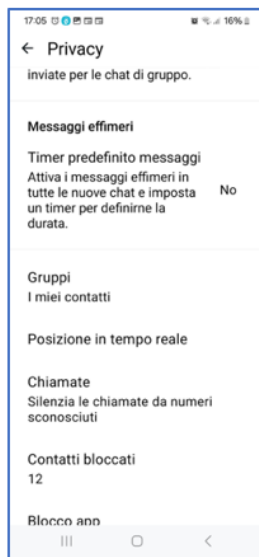 17:05 16%
Privacy
inviate per le chat di gruppo.
Messaggi effimeri
Timer predefinito messaggi
Attiva i messaggi effimeri in
tutte le nuove chat e imposta
un timer per definirne la
durata.
No
Gruppi
I miei contatti
Posizione in tempo reale
Chiamate
Silenzia le chiamate da numeri
sconosciuti
Contatti bloccati
12
Blocco app